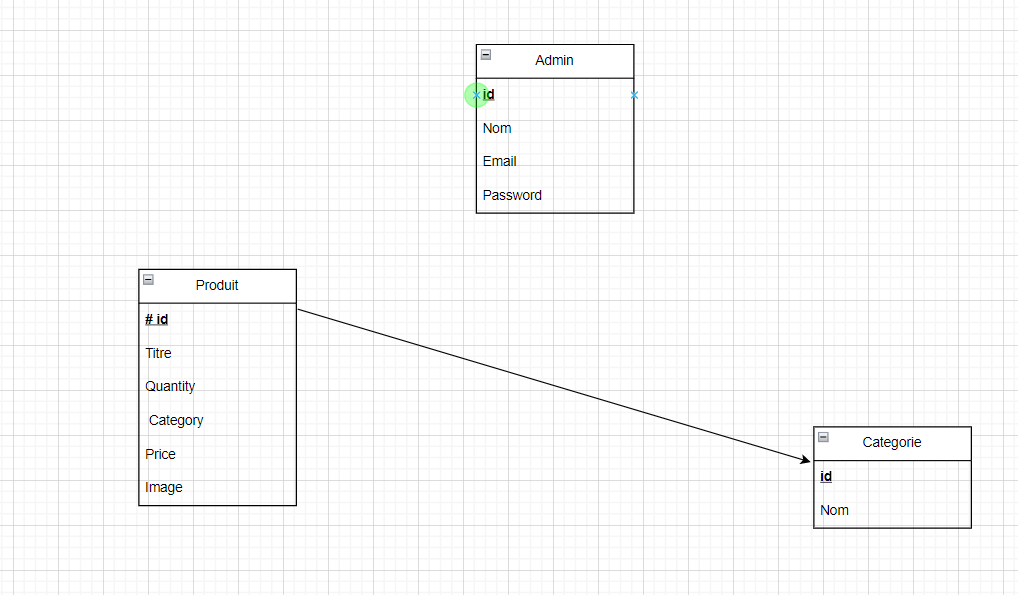 Admin
id
Nom
Email
Password
Produit
# id
Titre
Quantity
Category
Price
Image
Categorie
id
Nom